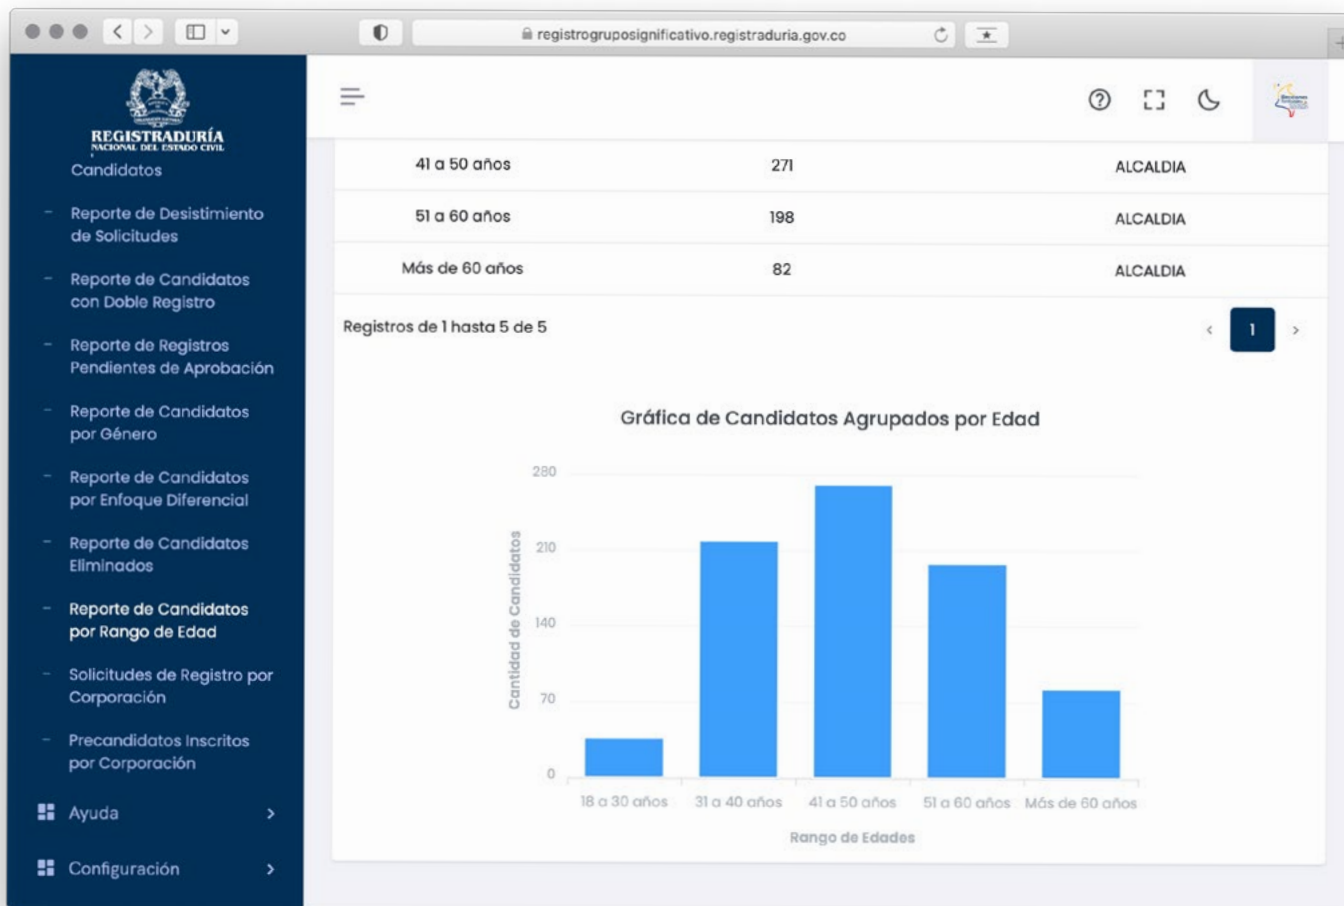 registrogruposignificativo.registraduria.gov.co
REGISTRADURÍA
NACIONAL DEL ESTADO CIVIL
Candidatos
- Reporte de Desistimiento
de Solicitudes
- Reporte de Candidatos
con Doble Registro
- Reporte de Registros
Pendientes de Aprobación
- Reporte de Candidatos
por Género
- Reporte de Candidatos
por Enfoque Diferencial
- Reporte de Candidatos
Eliminados
- Reporte de Candidatos
por Rango de Edad
- Solicitudes de Registro por
Corporación
- Precandidatos Inscritos
por Corporación
Ayuda
Configuración
41 a 50 años 271 ALCALDIA
51 a 60 años 198 ALCALDIA
Más de 60 años 82 ALCALDIA
Registros de 1 hasta 5 de 5
< 1 >
Gráfica de Candidatos Agrupados por Edad
Cantidad de Candidatos
280
210
140
70
0
18 a 30 años 31 a 40 años 41 a 50 años 51 a 60 años Más de 60 años
Rango de Edades